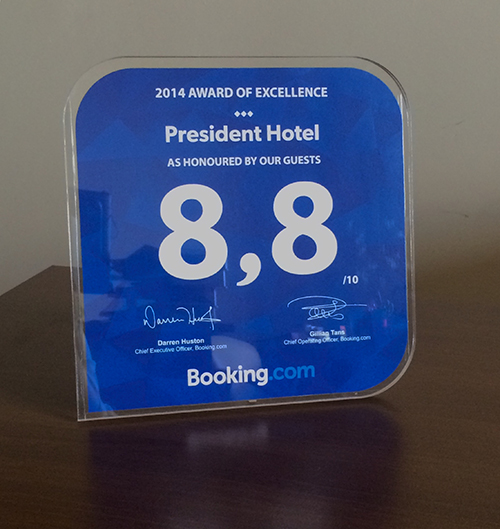 2014 AWARD OF EXCELLENCE
President Hotel
AS HONOURED BY OUR GUESTS
8,8
/10
Darren Huston
Chief Executive Officer, Booking.com
Gillian Tans
Chief Operating Officer, Booking.com
Booking.com